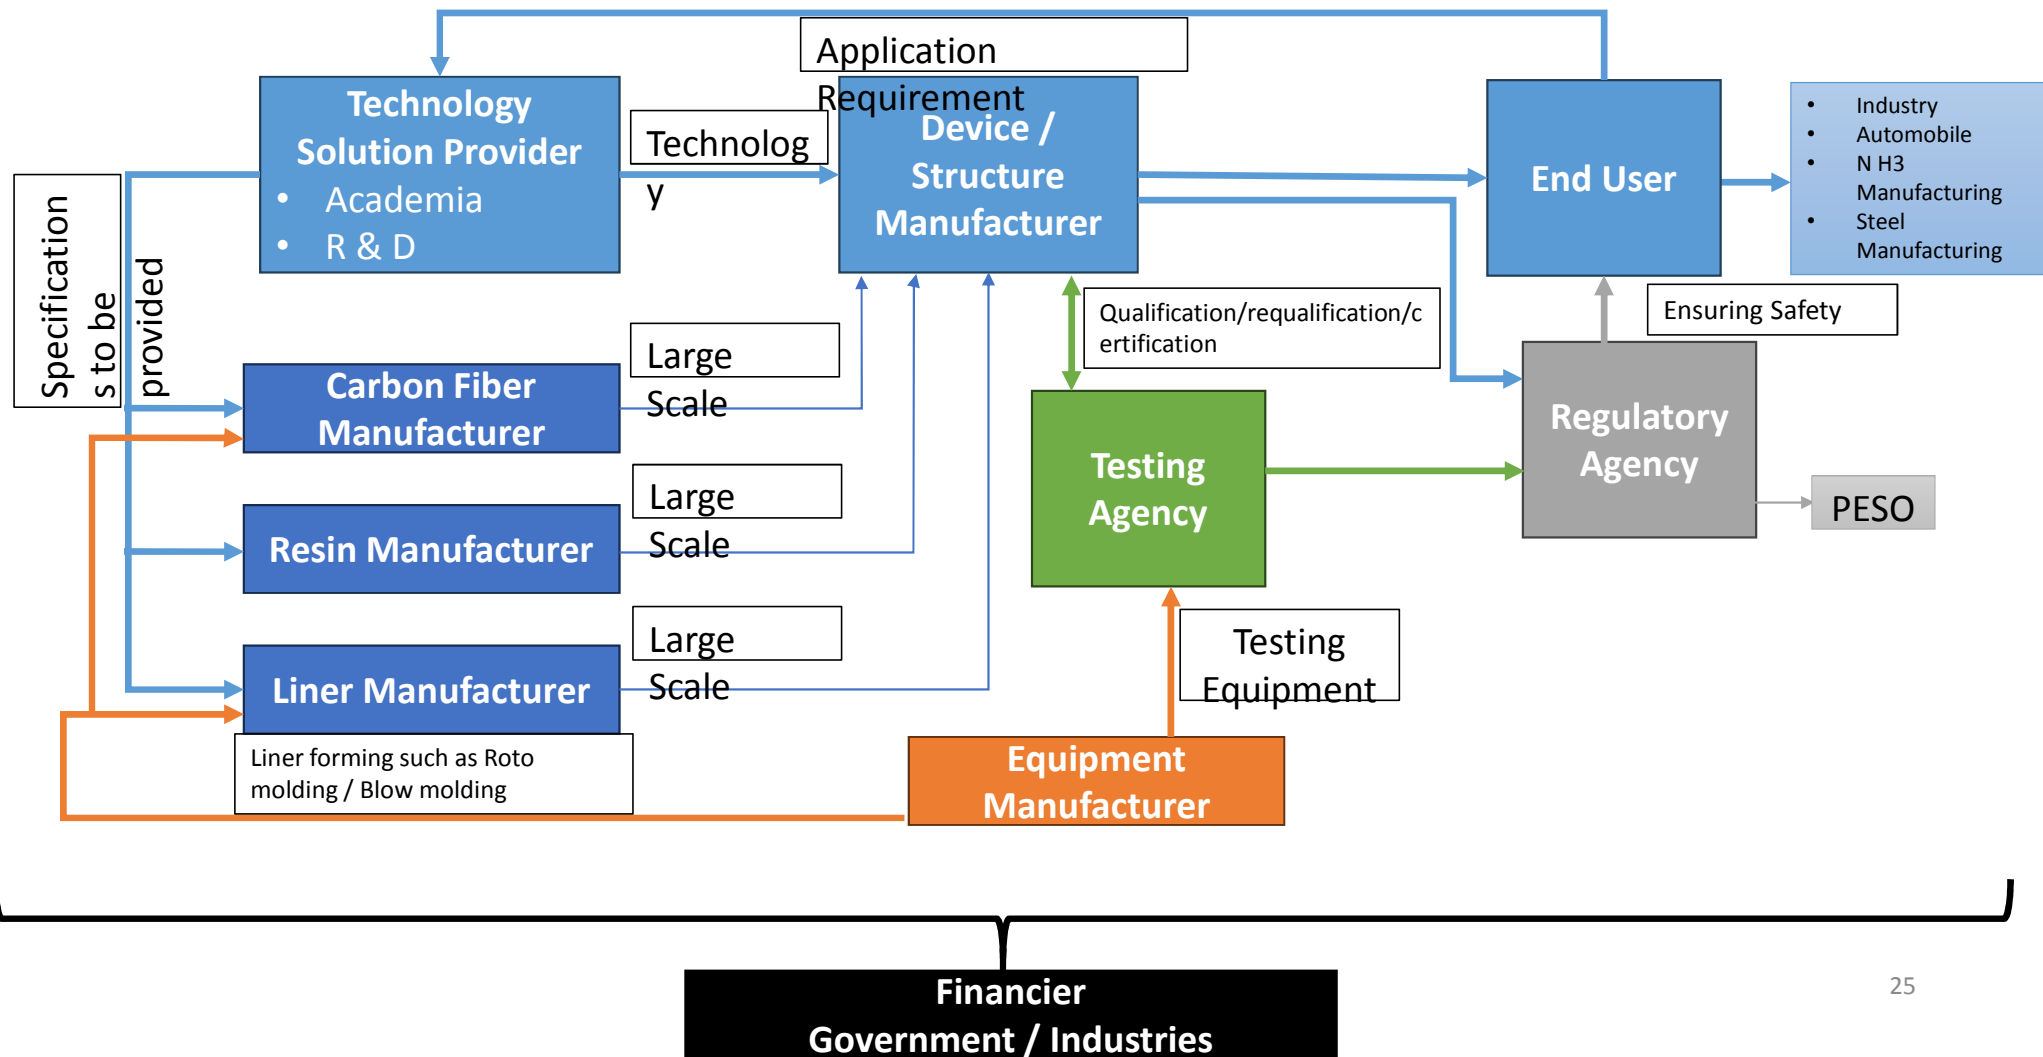 Application
Requirement
Technology
Solution Provider
• Academia
• R & D
Technolog
y
Device /
Structure
Manufacturer
End User
• Industry
• Automobile
• N H3
Manufacturing
• Steel
Manufacturing
Specification
s to be
provided
Qualification/requalification/c
ertification
Ensuring Safety
Carbon Fiber
Manufacturer
Large
Scale
Testing
Agency
Regulatory
Agency
PESO
Resin Manufacturer
Large
Scale
Liner Manufacturer
Large
Scale
Testing
Equipment
Liner forming such as Roto
molding / Blow molding
Equipment
Manufacturer
Financier
Government / Industries
25